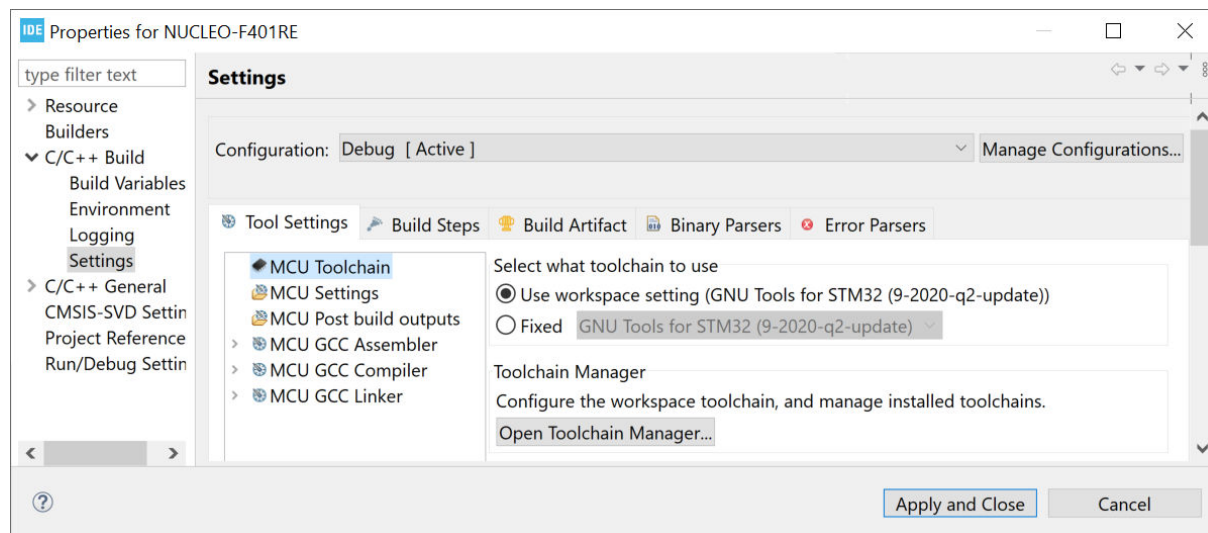 IDE Properties for NUCLEO-F401RE
type filter text
Resource
Builders
C/C++ Build
Build Variables
Environment
Logging
Settings
C/C++ General
CMSIS-SVD Settin
Project Reference
Run/Debug Settin
Settings
Configuration: Debug [ Active ] Manage Configurations...
Tool Settings Build Steps Build Artifact Binary Parsers Error Parsers
MCU Toolchain
MCU Settings
MCU Post build outputs
MCU GCC Assembler
MCU GCC Compiler
MCU GCC Linker
Select what toolchain to use
Use workspace setting (GNU Tools for STM32 (9-2020-q2-update))
Fixed GNU Tools for STM32 (9-2020-q2-update)
Toolchain Manager
Configure the workspace toolchain, and manage installed toolchains.
Open Toolchain Manager...
? Apply and Close Cancel